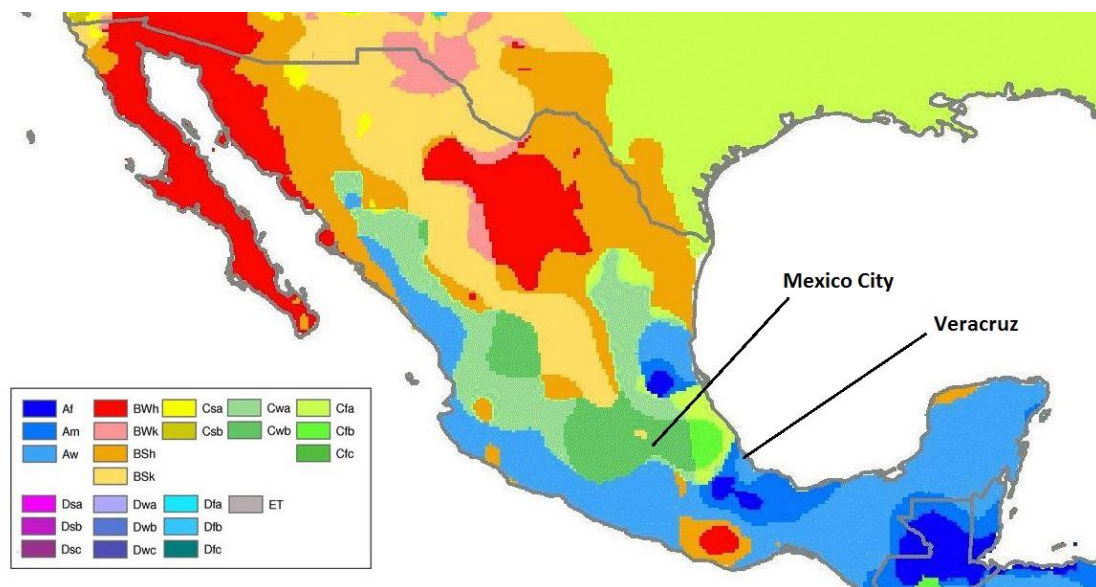 Mexico City
Veracruz
Af BWh Csa Cwa Cfa
Am BWk Csb Cwb Cfb
Aw BSh Cfc
BSk
Dsa Dwa Dfa ET
Dsb Dwb Dfb
Dsc Dwc Dfc